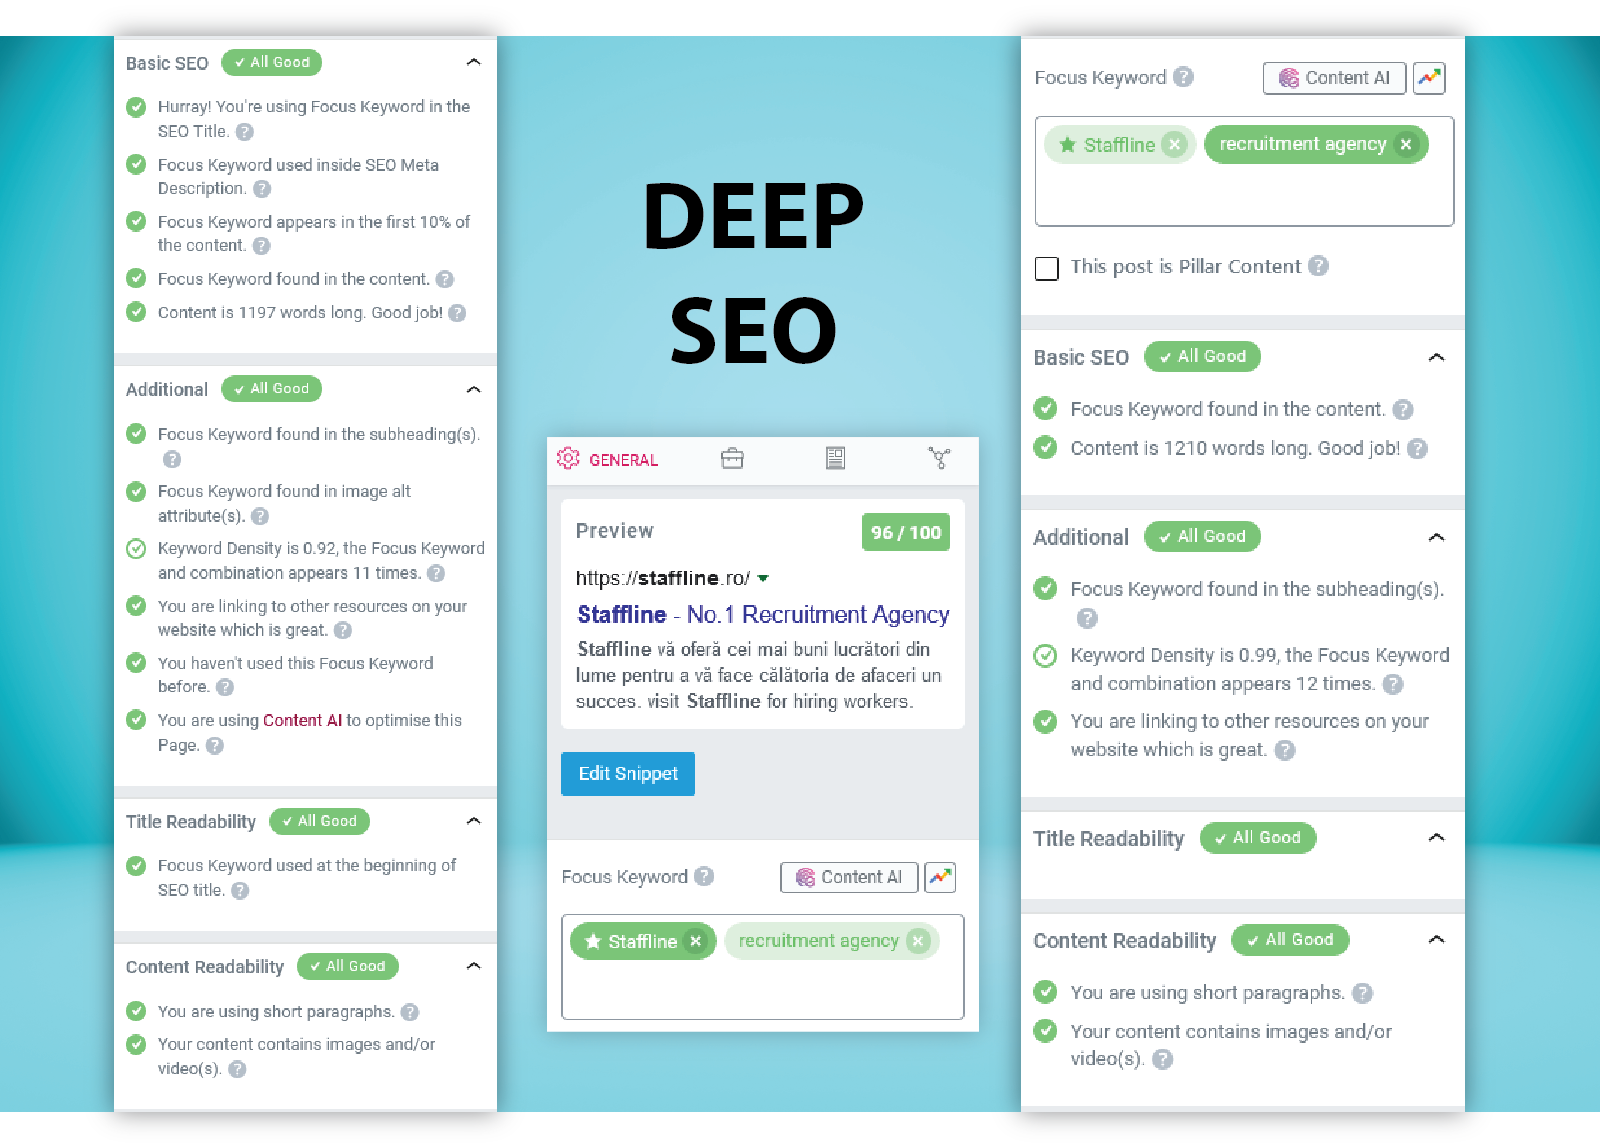 Basic SEO All Good
Hurray! You're using Focus Keyword in the
SEO Title. ?
Focus Keyword used inside SEO Meta
Description. ?
Focus Keyword appears in the first 10% of
the content. ?
Focus Keyword found in the content. ?
Content is 1197 words long. Good job! ?
Additional All Good
Focus Keyword found in the subheading(s).
?
Focus Keyword found in image alt
attribute(s). ?
Keyword Density is 0.92, the Focus Keyword
and combination appears 11 times. ?
You are linking to other resources on your
website which is great. ?
You haven't used this Focus Keyword
before. ?
You are using Content AI to optimise this
Page. ?
Title Readability All Good
Focus Keyword used at the beginning of
SEO title. ?
Content Readability All Good
You are using short paragraphs. ?
Your content contains images and/or
video(s). ?
DEEP
SEO
GENERAL
Preview 96 / 100
https://staffline.ro/
Staffline - No.1 Recruitment Agency
Staffline vă oferă cei mai buni lucrători din
lume pentru a vă face călătoria de afaceri un
succes. visit Staffline for hiring workers.
Edit Snippet
Focus Keyword ? Content AI
Staffline recruitment agency
Focus Keyword ? Content AI
Staffline recruitment agency
This post is Pillar Content ?
Basic SEO All Good
Focus Keyword found in the content. ?
Content is 1210 words long. Good job! ?
Additional All Good
Focus Keyword found in the subheading(s).
?
Keyword Density is 0.99, the Focus Keyword
and combination appears 12 times. ?
You are linking to other resources on your
website which is great. ?
Title Readability All Good
Content Readability All Good
You are using short paragraphs. ?
Your content contains images and/or
video(s). ?